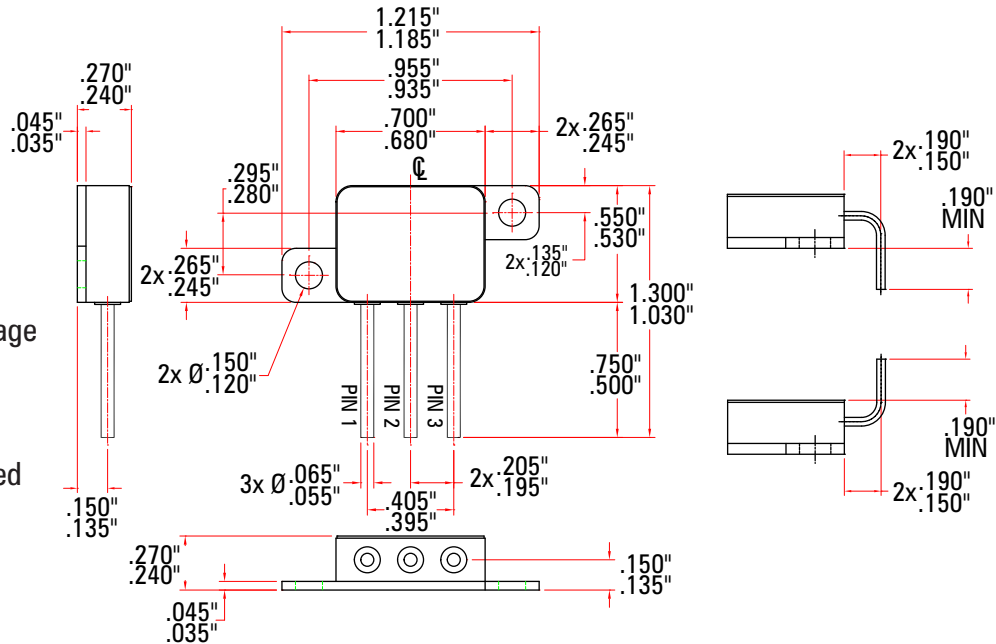 1.215"
1.185"
.955"
.935"
.270"
.240"
.700"
.680"
2x .265"
.245"
.045"
.035"
℄
2x .190"
.150"
.295"
.280"
.190"
MIN
.550"
.530"
2x .135"
.120"
2x .265"
.245"
1.300"
1.030"
age
2x Ø .150"
.120"
.750"
.500"
PIN 1
PIN 2
PIN 3
.190"
MIN
ed
3x Ø .065"
.055"
2x .205"
.195"
2x .190"
.150"
.150"
.135"
.405"
.395"
.270"
.240"
.150"
.135"
.045"
.035"